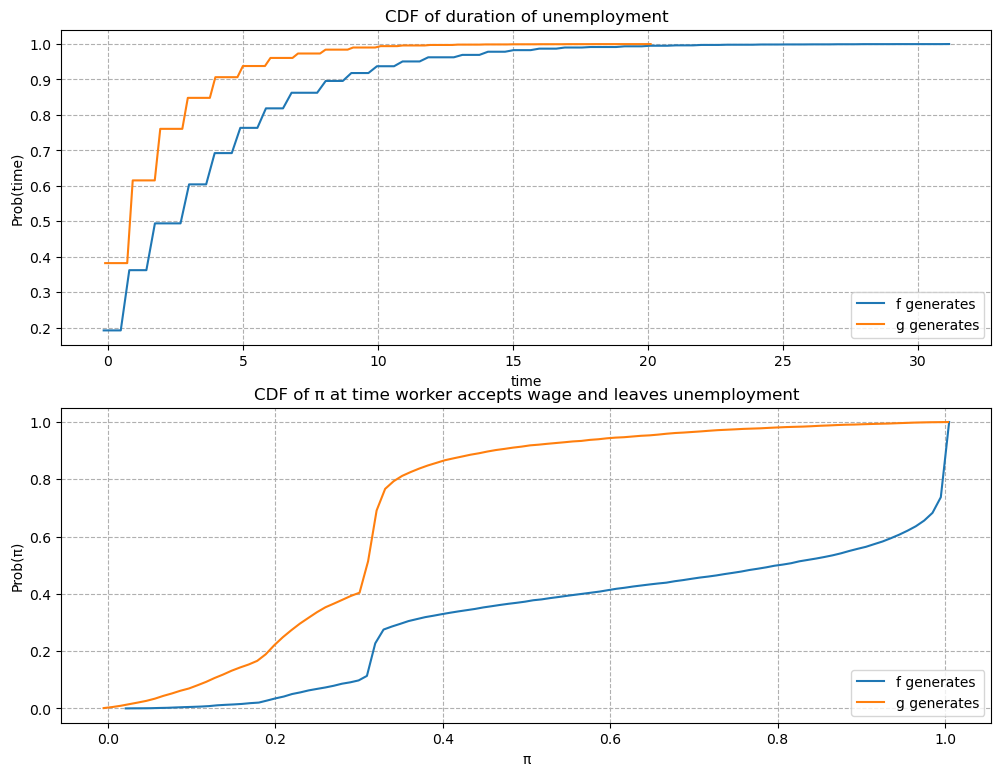 CDF of duration of unemployment
1.0
0.9
0.8
0.7
0.6
0.5
0.4
0.3
0.2
Prob(time)
f generates
g generates
0 5 10 15 20 25 30
time
CDF of π at time worker accepts wage and leaves unemployment
1.0
0.8
0.6
0.4
0.2
0.0
Prob(π)
f generates
g generates
0.0 0.2 0.4 0.6 0.8 1.0
π